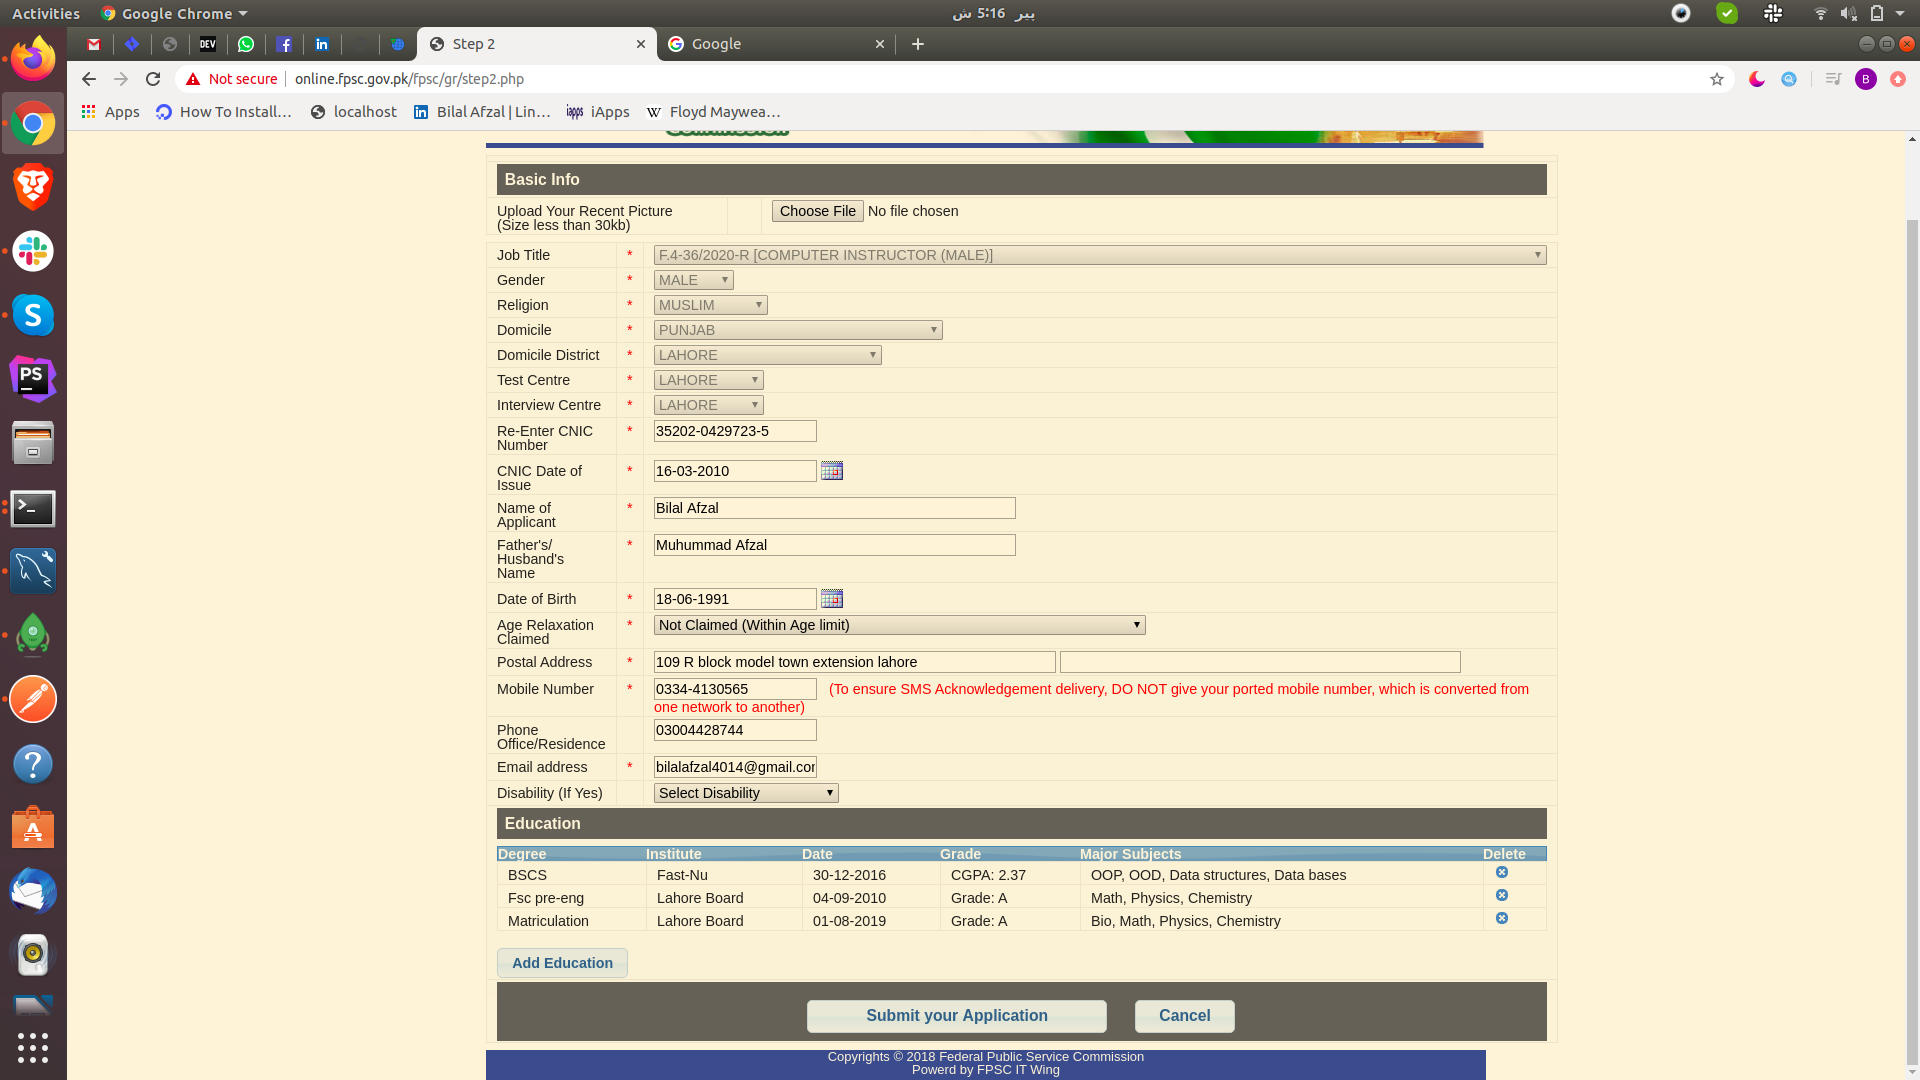 Activities Google Chrome پیر 5:16 ش
DEV in Step 2 Google
Not secure online.fpsc.gov.pk/fpsc/gr/step2.php B
Apps How To Install… localhost in Bilal Afzal | Lin… iapps iApps W Floyd Maywea…
Basic Info
Upload Your Recent Picture Choose File No file chosen
(Size less than 30kb)
Job Title * F.4-36/2020-R [COMPUTER INSTRUCTOR (MALE)]
Gender * MALE
Religion * MUSLIM
Domicile * PUNJAB
Domicile District * LAHORE
Test Centre * LAHORE
Interview Centre * LAHORE
Re-Enter CNIC * 35202-0429723-5
Number
CNIC Date of * 16-03-2010
Issue
Name of * Bilal Afzal
Applicant
Father's/ * Muhummad Afzal
Husband's
Name
Date of Birth * 18-06-1991
Age Relaxation * Not Claimed (Within Age limit)
Claimed
Postal Address * 109 R block model town extension lahore
Mobile Number * 0334-4130565 (To ensure SMS Acknowledgement delivery, DO NOT give your ported mobile number, which is converted from
one network to another)
Phone 03004428744
Office/Residence
Email address * bilalafzal4014@gmail.cor
Disability (If Yes) Select Disability
Education
Degree Institute Date Grade Major Subjects Delete
BSCS Fast-Nu 30-12-2016 CGPA: 2.37 OOP, OOD, Data structures, Data bases
Fsc pre-eng Lahore Board 04-09-2010 Grade: A Math, Physics, Chemistry
Matriculation Lahore Board 01-08-2019 Grade: A Bio, Math, Physics, Chemistry
Add Education
Submit your Application Cancel
Copyrights © 2018 Federal Public Service Commission
Powerd by FPSC IT Wing